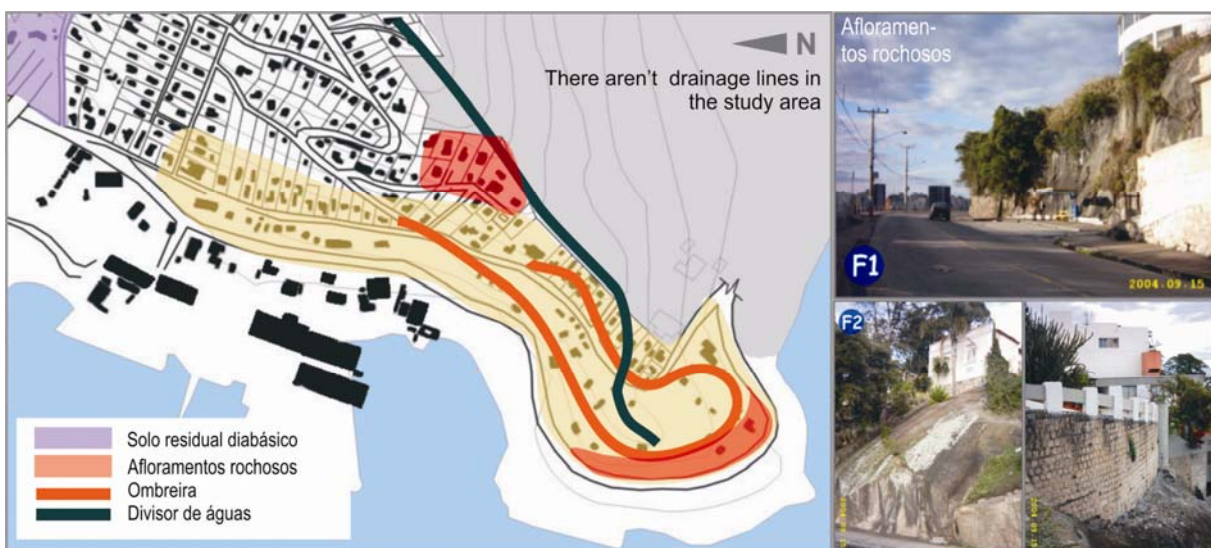 N
There aren't drainage lines in
the study area
Solo residual diabásico
Afloramentos rochosos
Ombreira
Divisor de águas
Afloramen-
tos rochosos
F1
2004.09.15
F2